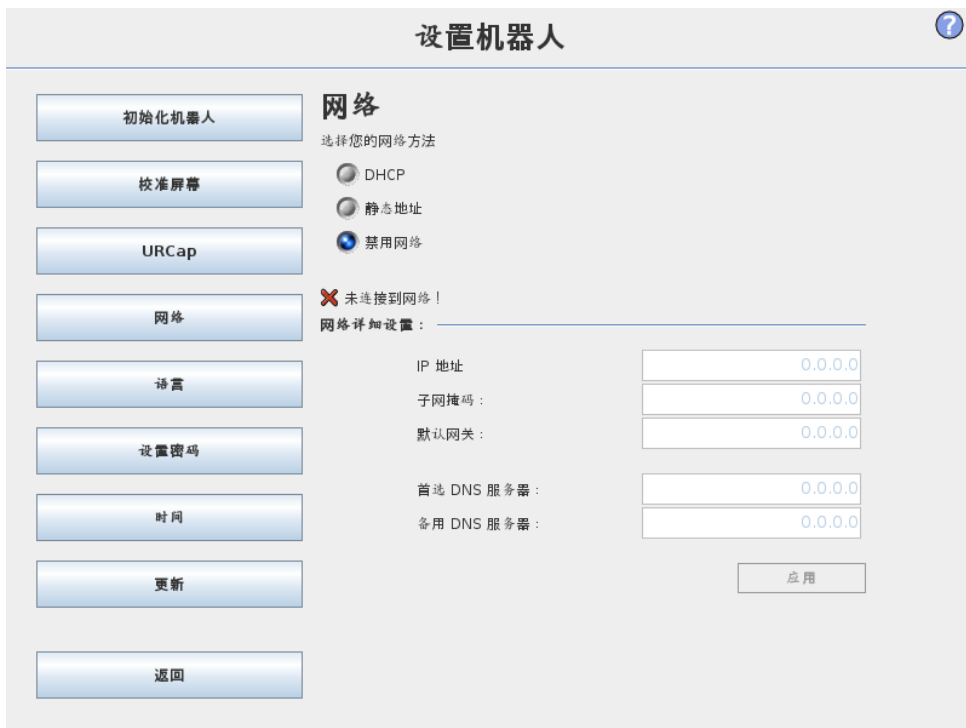 设置机器人
?
初始化机器人
校准屏幕
URCap
网络
语言
设置密码
时间
更新
返回
网络
选择您的网络方法
DHCP
静态地址
禁用网络
未连接到网络！
网络详细设置：
IP 地址 0.0.0.0
子网掩码： 0.0.0.0
默认网关： 0.0.0.0
首选 DNS 服务器： 0.0.0.0
备用 DNS 服务器： 0.0.0.0
应用